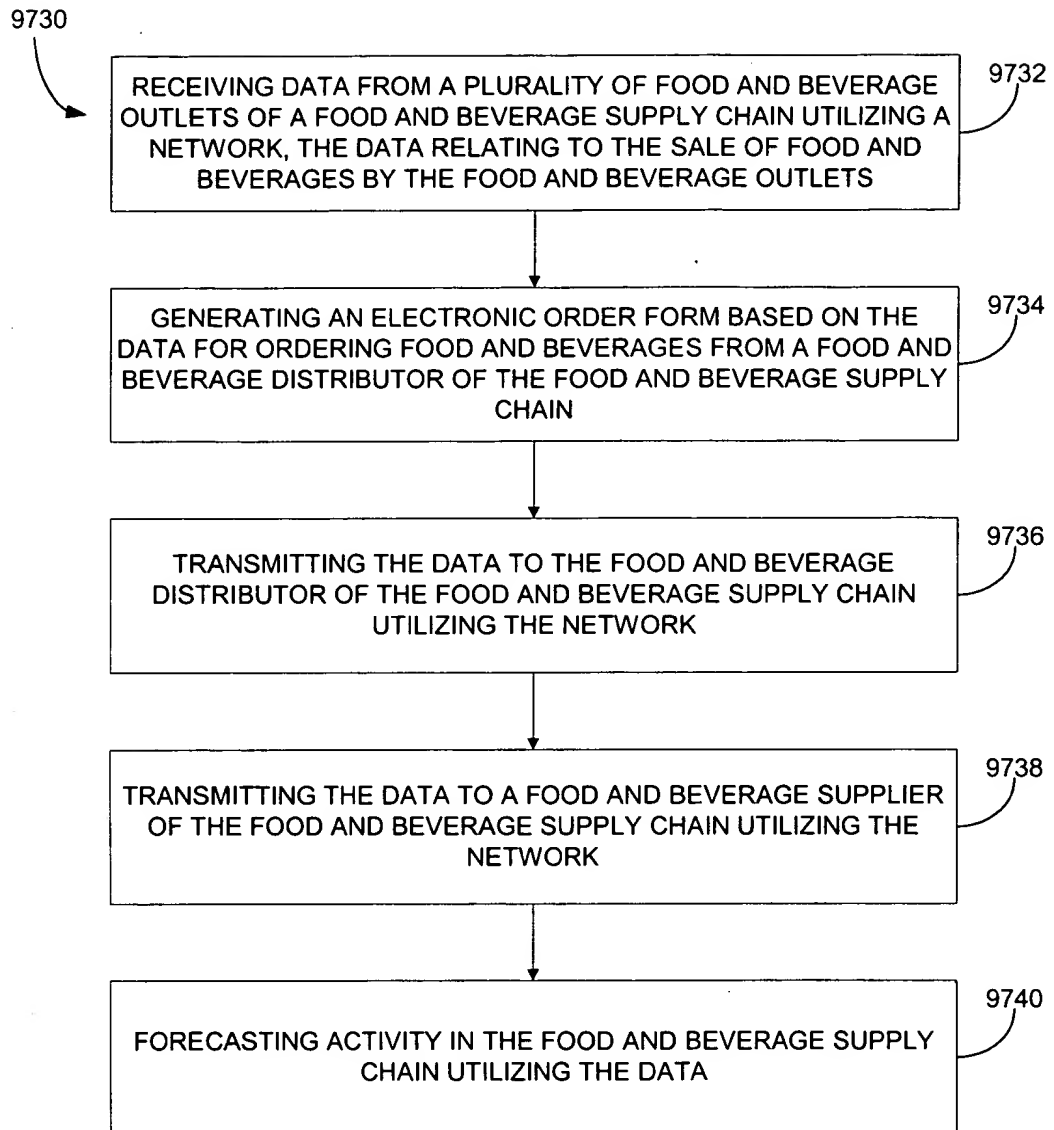 9730
RECEIVING DATA FROM A PLURALITY OF FOOD AND BEVERAGE
OUTLETS OF A FOOD AND BEVERAGE SUPPLY CHAIN UTILIZING A
NETWORK, THE DATA RELATING TO THE SALE OF FOOD AND
BEVERAGES BY THE FOOD AND BEVERAGE OUTLETS
9732
GENERATING AN ELECTRONIC ORDER FORM BASED ON THE
DATA FOR ORDERING FOOD AND BEVERAGES FROM A FOOD AND
BEVERAGE DISTRIBUTOR OF THE FOOD AND BEVERAGE SUPPLY
CHAIN
9734
TRANSMITTING THE DATA TO THE FOOD AND BEVERAGE
DISTRIBUTOR OF THE FOOD AND BEVERAGE SUPPLY CHAIN
UTILIZING THE NETWORK
9736
TRANSMITTING THE DATA TO A FOOD AND BEVERAGE SUPPLIER
OF THE FOOD AND BEVERAGE SUPPLY CHAIN UTILIZING THE
NETWORK
9738
FORECASTING ACTIVITY IN THE FOOD AND BEVERAGE SUPPLY
CHAIN UTILIZING THE DATA
9740